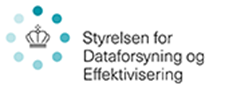 Styrelsen for
Dataforsyning og
Effektivisering